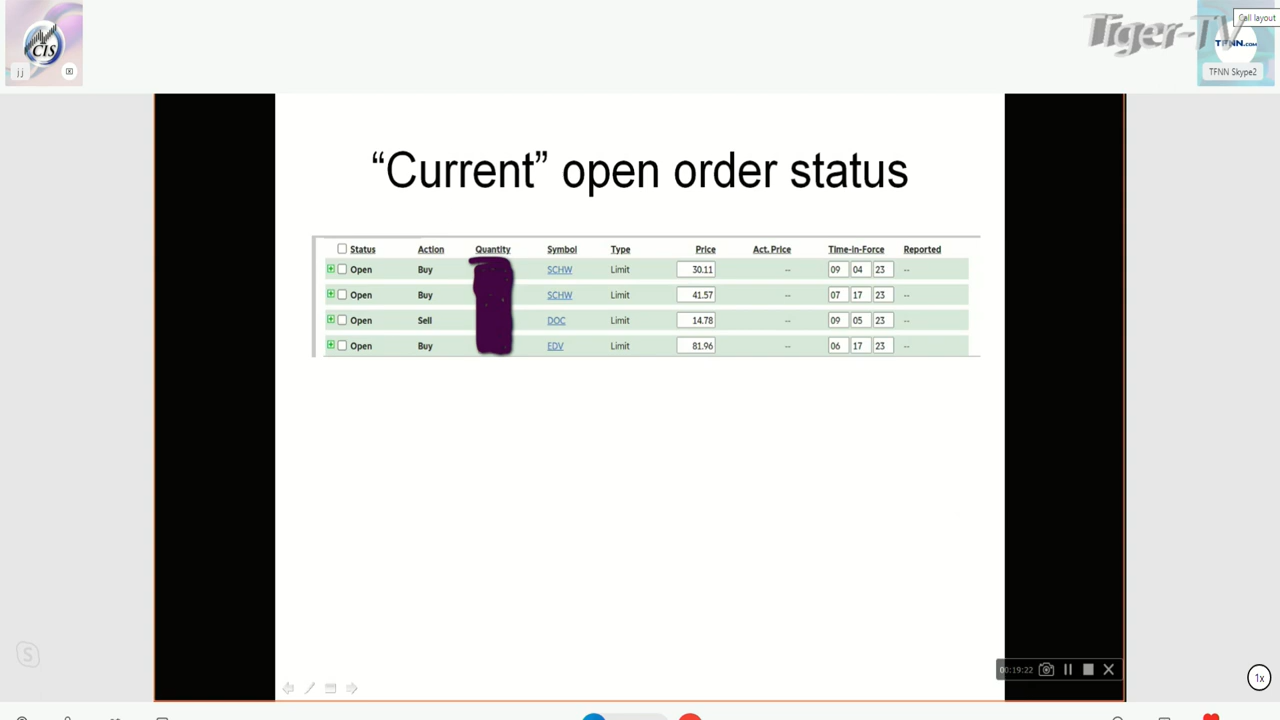 Tiger-TV
Call layout
CIS
TFNN.COM
jj
TFNN Skype2
“Current” open order status
Status Action Quantity Symbol Type Price Act. Price Time-In-Force Reported
Open Buy SCHW Limit 30.11 -- 09 04 23 --
Open Buy SCHW Limit 41.57 -- 07 17 23 --
Open Sell DOC Limit 14.78 -- 09 05 23 --
Open Buy EDV Limit 81.96 -- 06 17 23 --
S
00:19:22
1x